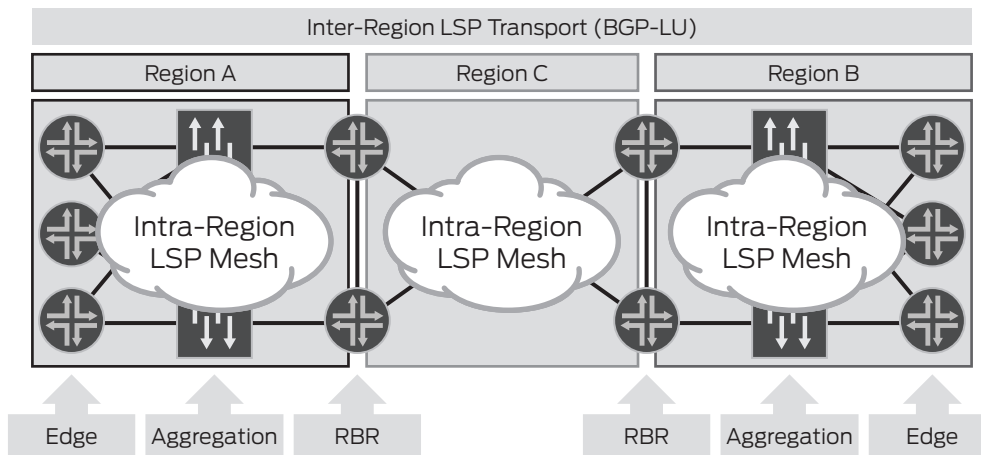 Inter-Region LSP Transport (BGP-LU)
Region A
Region C
Region B
Intra-Region
LSP Mesh
Intra-Region
LSP Mesh
Intra-Region
LSP Mesh
Edge
Aggregation
RBR
RBR
Aggregation
Edge